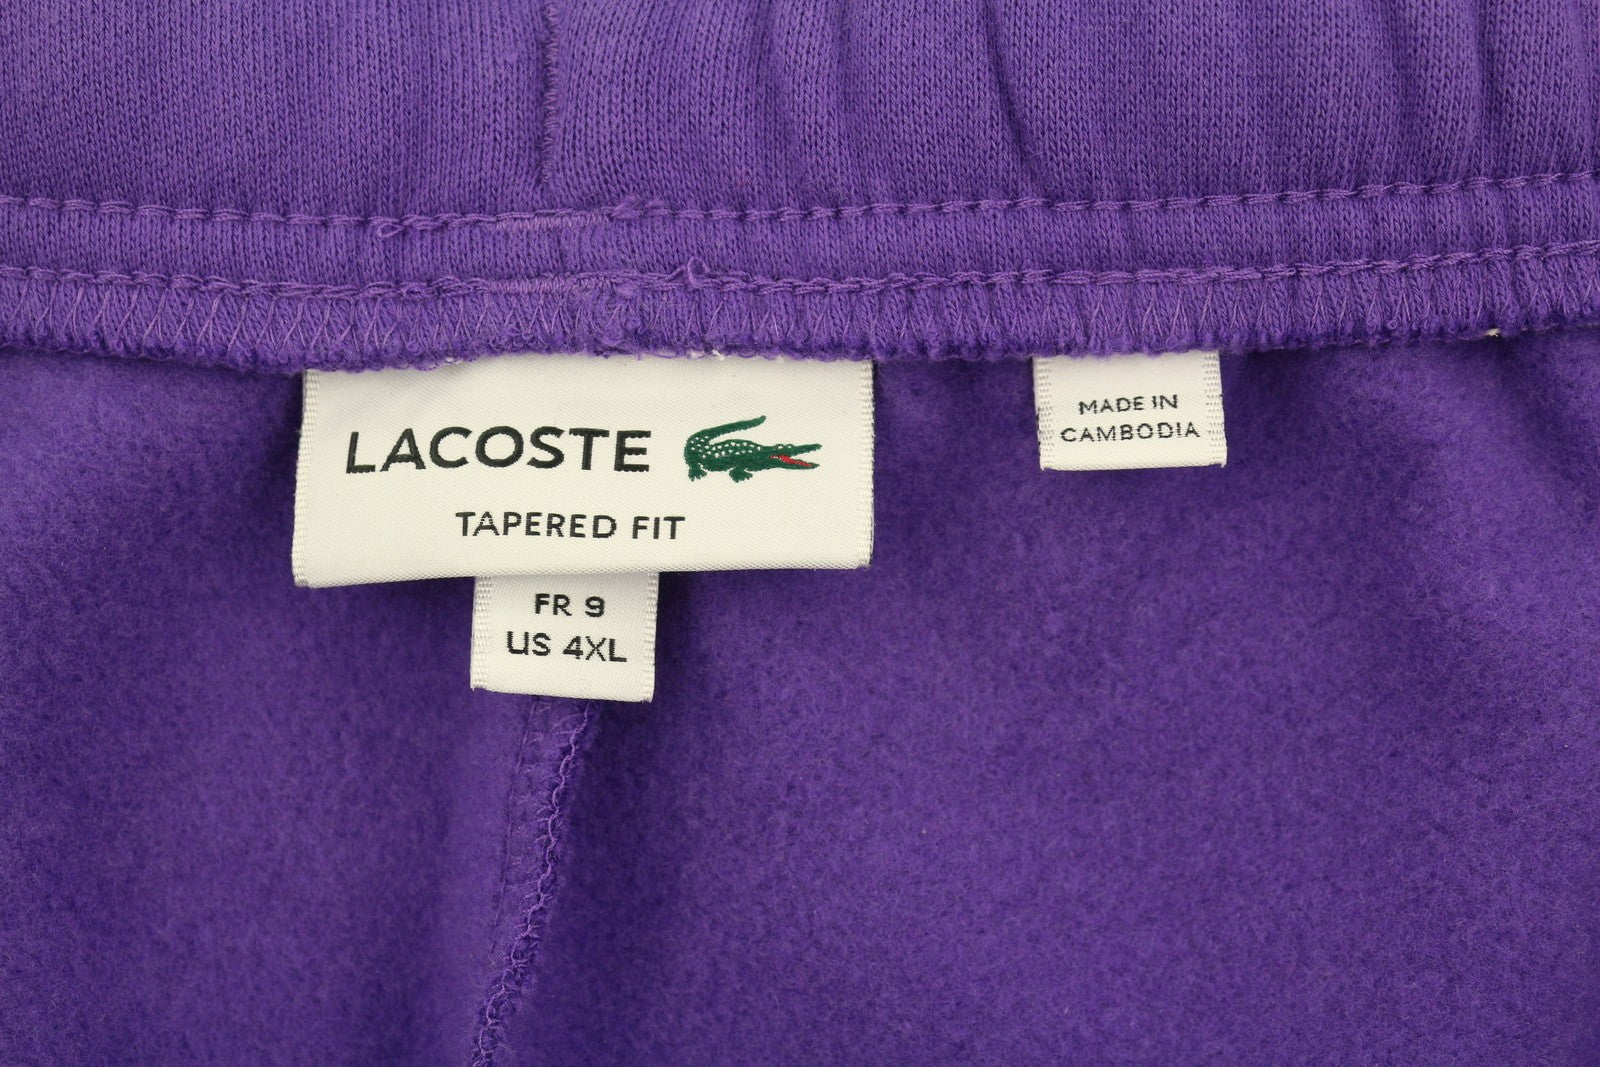 LACOSTE
TAPERED FIT
FR 9
US 4XL
MADE IN
CAMBODIA